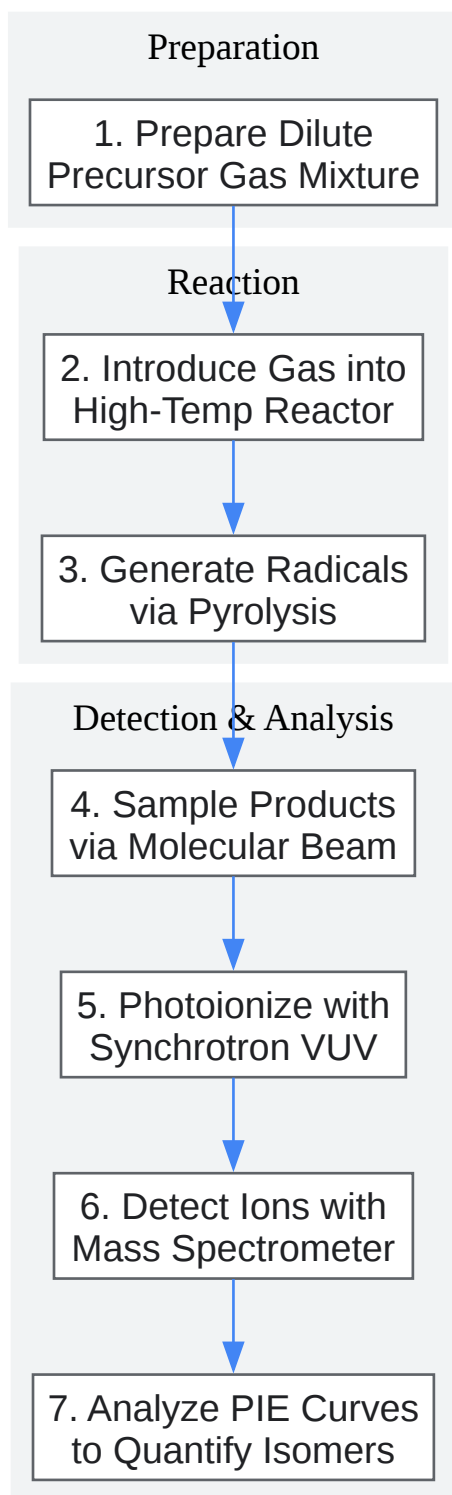 Preparation
1. Prepare Dilute
Precursor Gas Mixture
Reaction
2. Introduce Gas into
High-Temp Reactor
3. Generate Radicals
via Pyrolysis
Detection & Analysis
4. Sample Products
via Molecular Beam
5. Photoionize with
Synchrotron VUV
6. Detect Ions with
Mass Spectrometer
7. Analyze PIE Curves
to Quantify Isomers